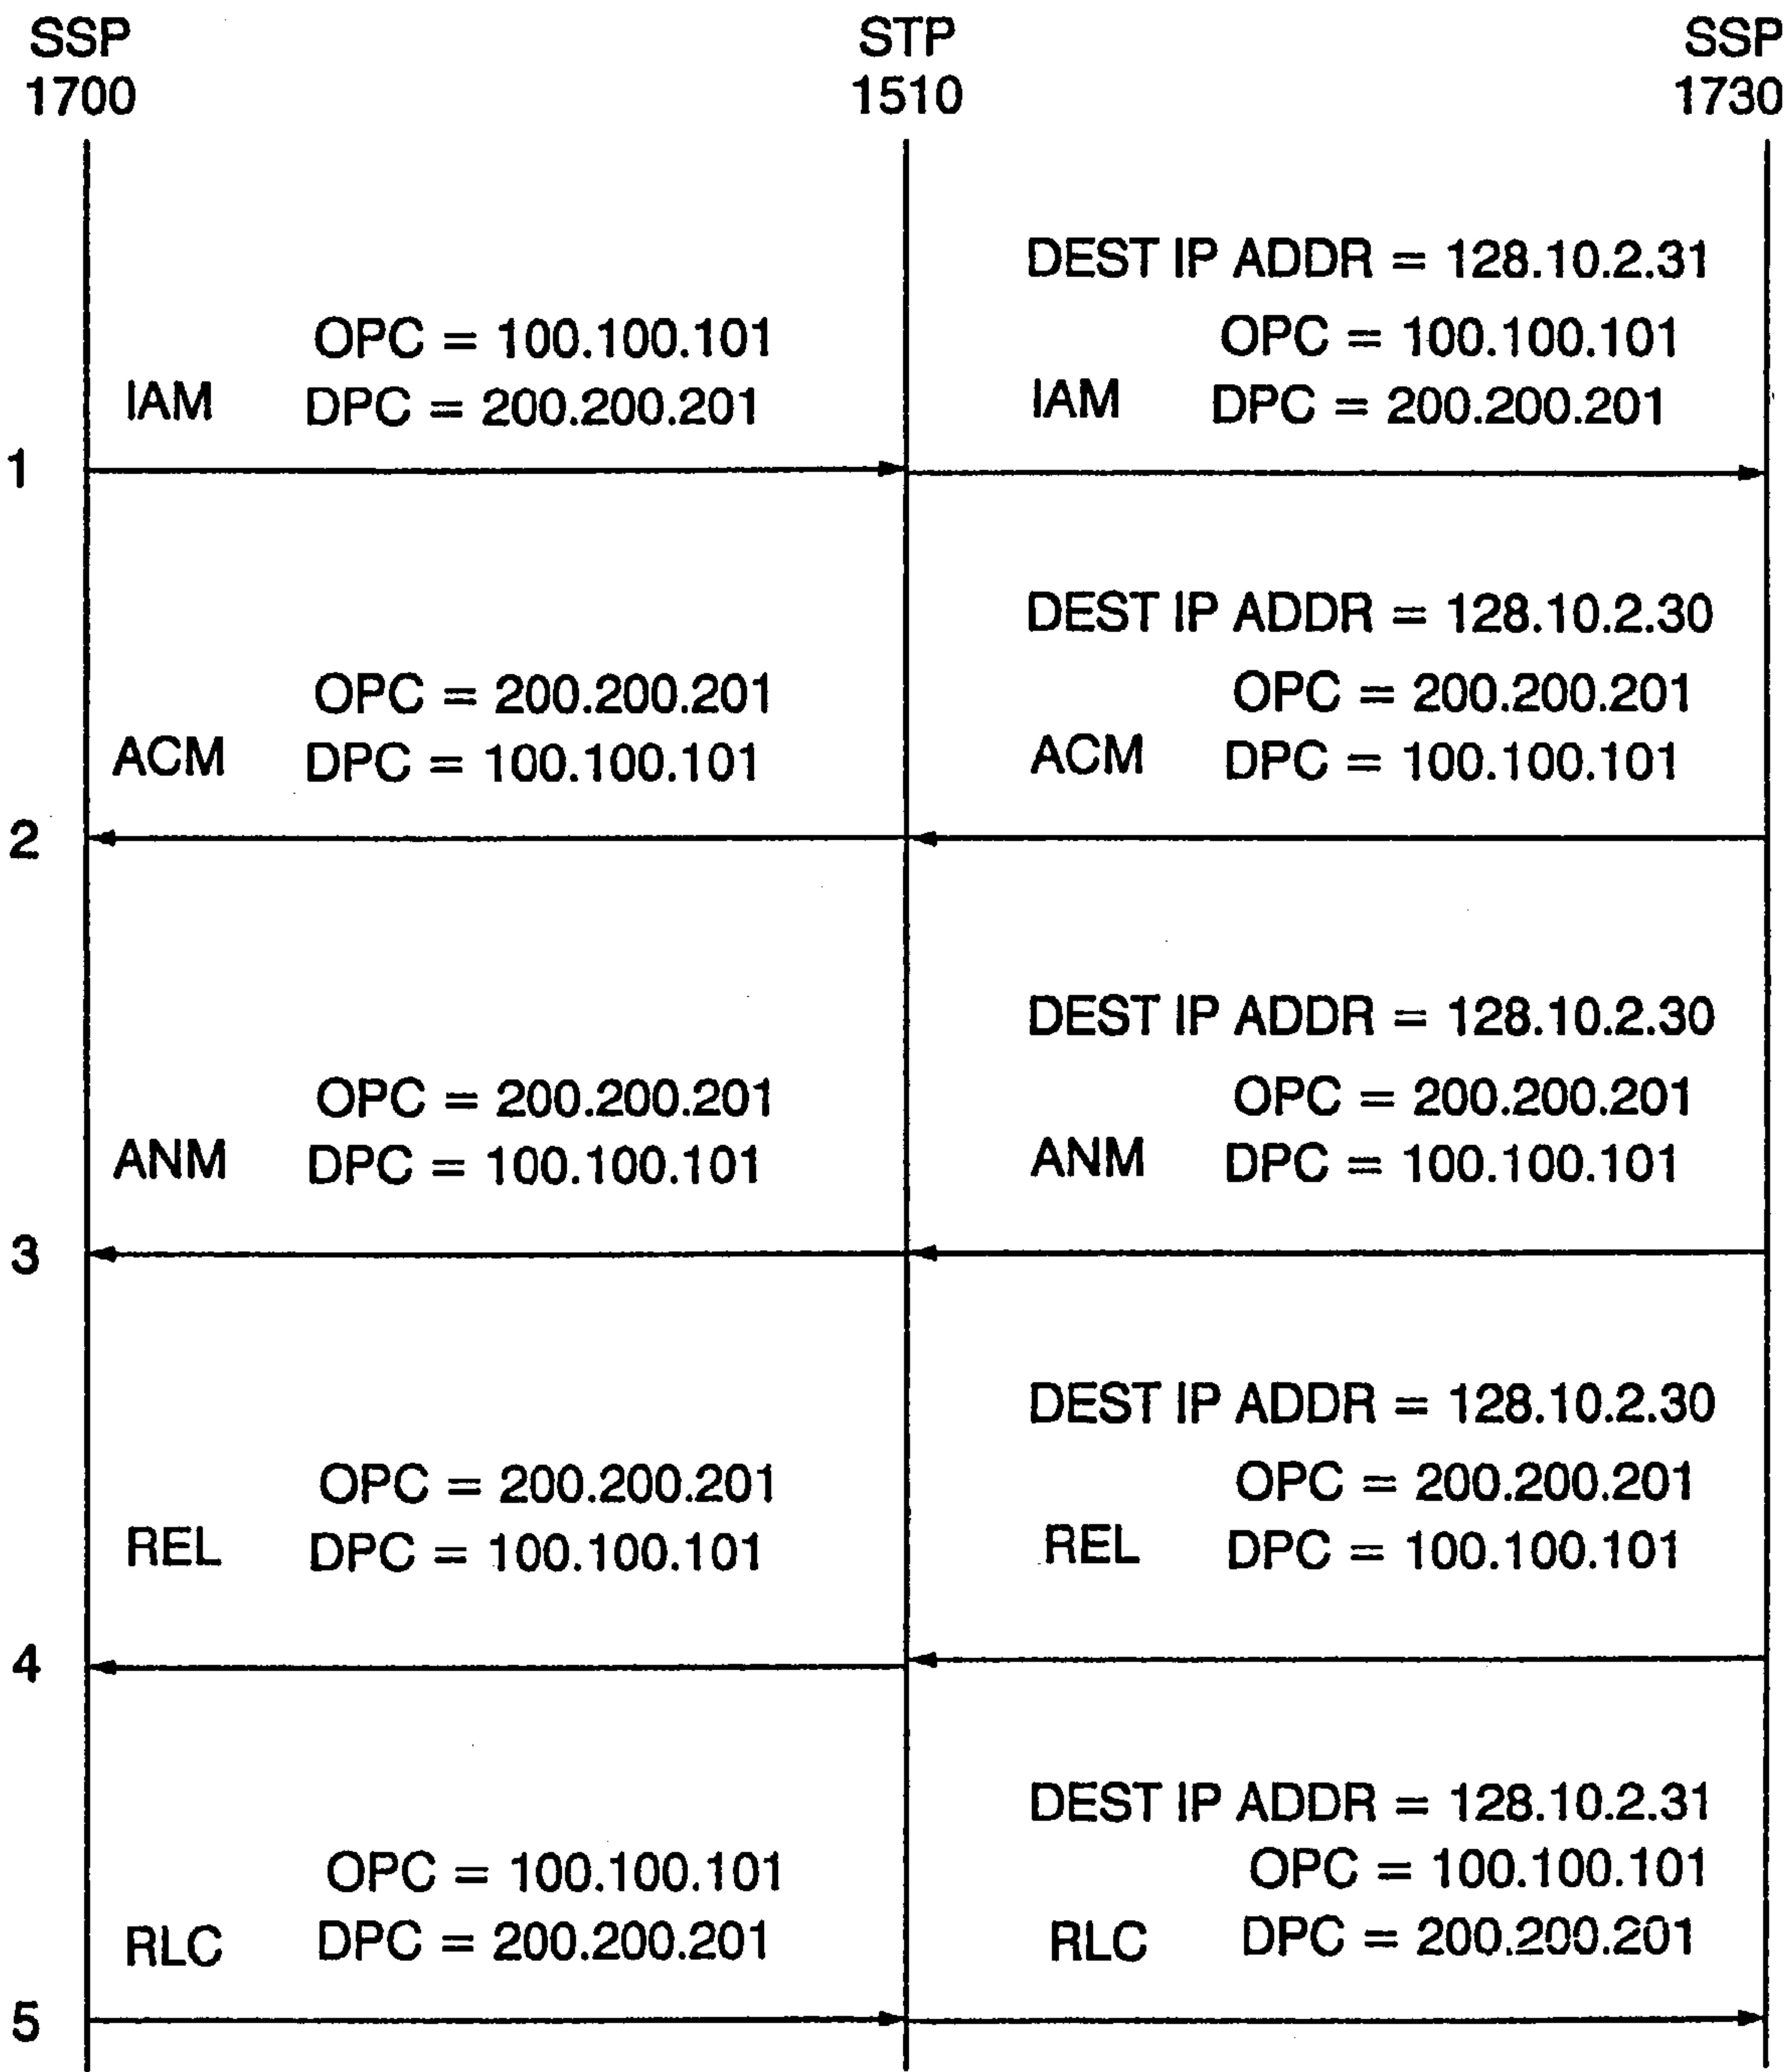 SSP
1700
STP
1510
SSP
1730
DEST IP ADDR = 128.10.2.31
OPC = 100.100.101
OPC = 100.100.101
IAM DPC = 200.200.201
IAM DPC = 200.200.201
1
DEST IP ADDR = 128.10.2.30
OPC = 200.200.201
OPC = 200.200.201
ACM DPC = 100.100.101
ACM DPC = 100.100.101
2
DEST IP ADDR = 128.10.2.30
OPC = 200.200.201
OPC = 200.200.201
ANM DPC = 100.100.101
ANM DPC = 100.100.101
3
DEST IP ADDR = 128.10.2.30
OPC = 200.200.201
OPC = 200.200.201
REL DPC = 100.100.101
REL DPC = 100.100.101
4
DEST IP ADDR = 128.10.2.31
OPC = 100.100.101
OPC = 100.100.101
RLC DPC = 200.200.201
RLC DPC = 200.200.201
5